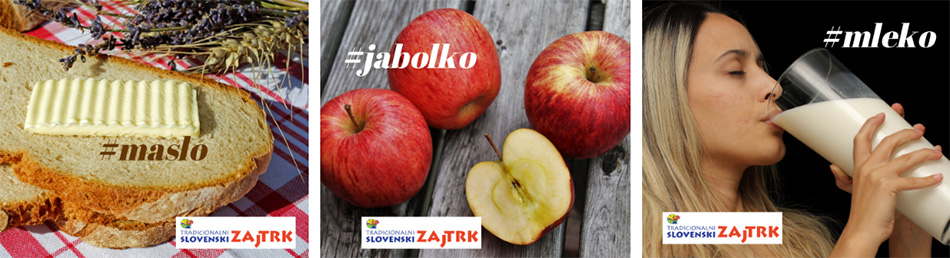 #maslo
TRADICIONALNI
SLOVENSKI ZAJTRK
#jabolko
TRADICIONALNI
SLOVENSKI ZAJTRK
#mleko
TRADICIONALNI
SLOVENSKI ZAJTRK